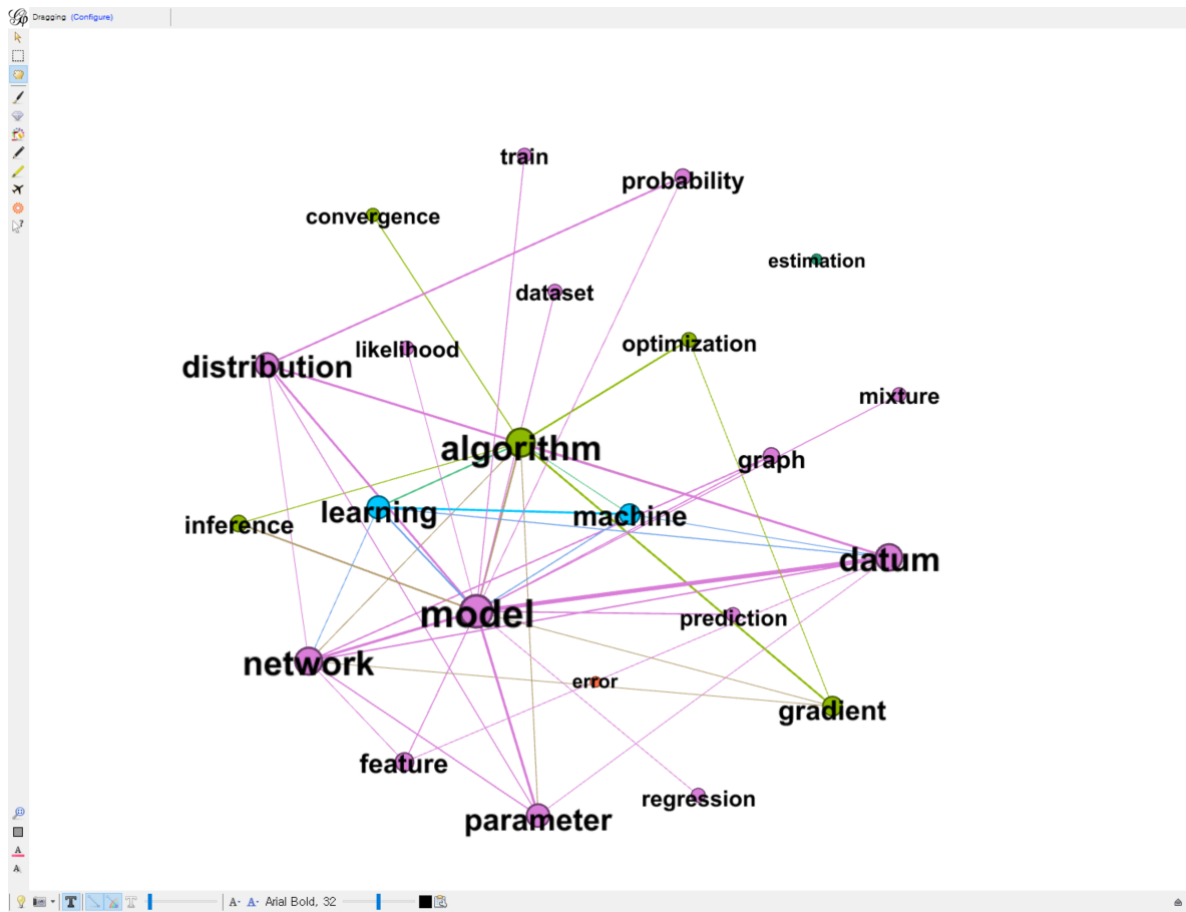 Dragging (Configure)
train
probability
convergence
estimation
dataset
optimization
likelihood
distribution
mixture
algorithm
graph
learning
machine
inference
datum
model
prediction
network
error
gradient
feature
regression
parameter
T T A- A- Arial Bold, 32